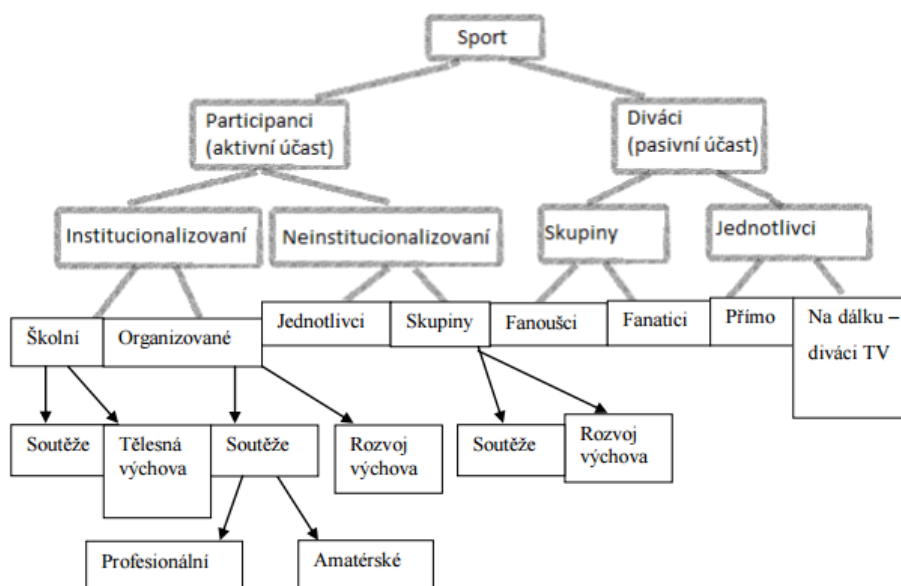 Sport
Participanci
(aktivní účast)
Diváci
(pasivní účast)
Institucionalizovaní
Neinstitucionalizovaní
Skupiny
Jednotlivci
Školní
Organizované
Jednotlivci
Skupiny
Fanoušci
Fanatici
Přímo
Na dálku –
diváci TV
Soutěže
Tělesná
výchova
Soutěže
Rozvoj
výchova
Soutěže
Rozvoj
výchova
Profesionální
Amatérské